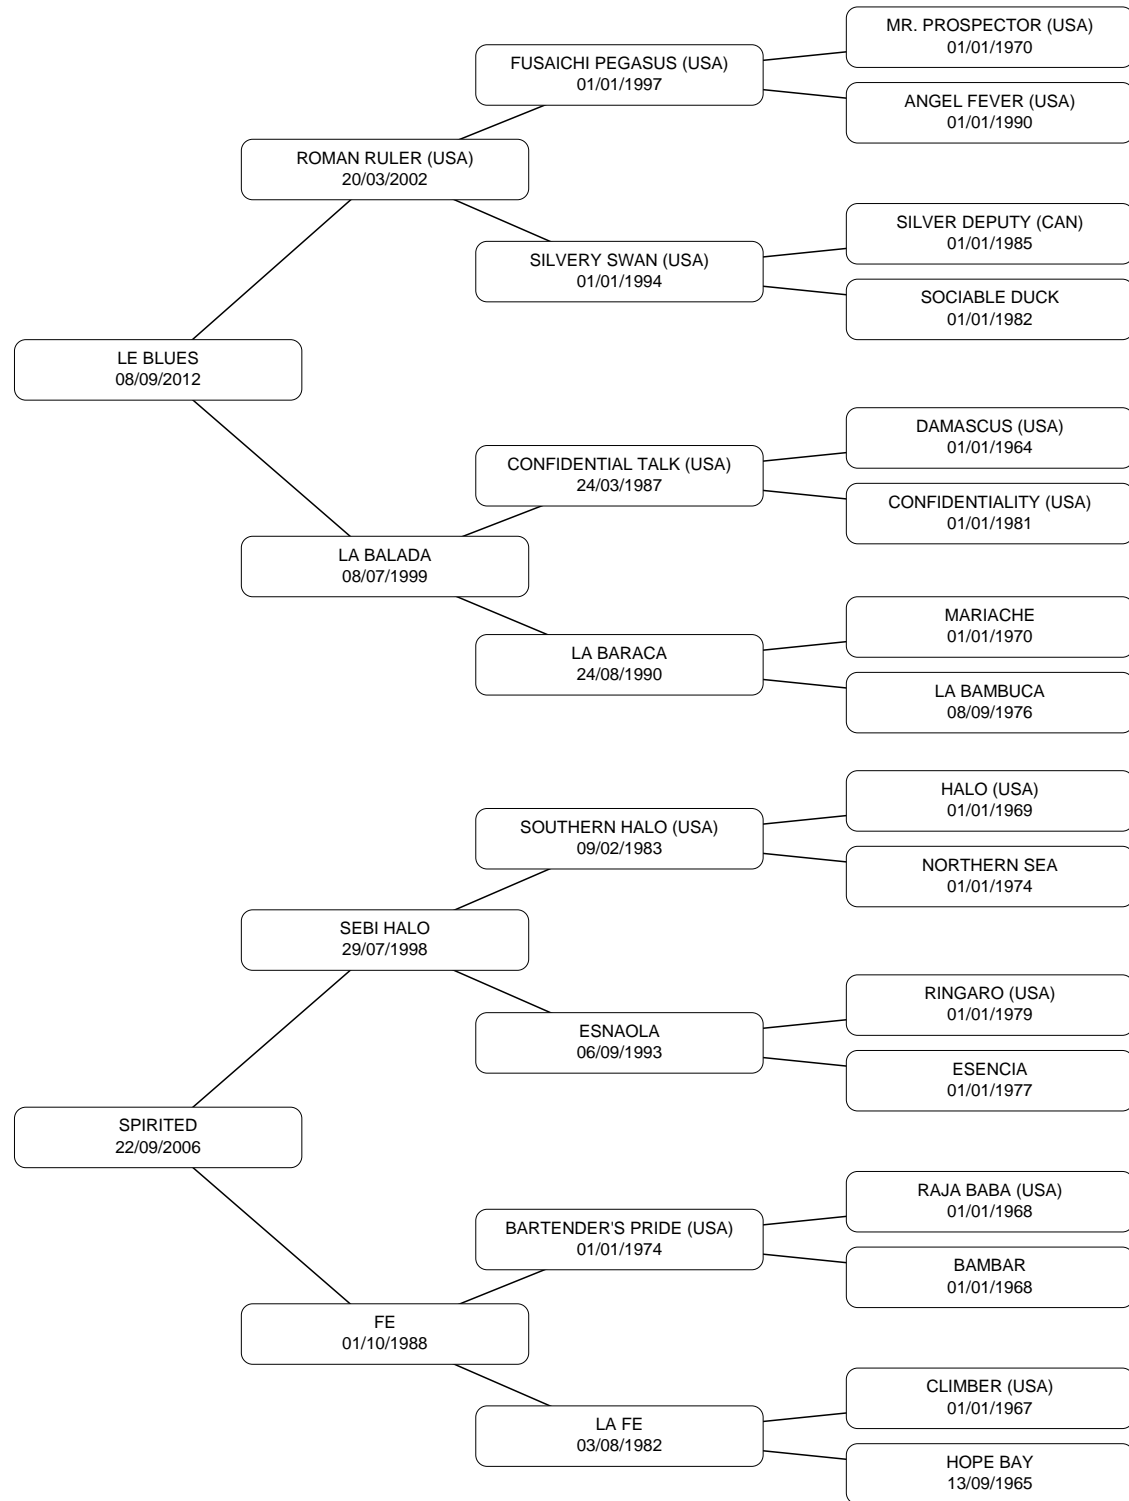 MR. PROSPECTOR (USA)
01/01/1970
FUSAICHI PEGASUS (USA)
01/01/1997
ANGEL FEVER (USA)
01/01/1990
ROMAN RULER (USA)
20/03/2002
SILVER DEPUTY (CAN)
01/01/1985
SILVERY SWAN (USA)
01/01/1994
SOCIABLE DUCK
01/01/1982
LE BLUES
08/09/2012
DAMASCUS (USA)
01/01/1964
CONFIDENTIAL TALK (USA)
24/03/1987
CONFIDENTIALITY (USA)
01/01/1981
LA BALADA
08/07/1999
MARIACHE
01/01/1970
LA BARACA
24/08/1990
LA BAMBUCA
08/09/1976
HALO (USA)
01/01/1969
SOUTHERN HALO (USA)
09/02/1983
NORTHERN SEA
01/01/1974
SEBI HALO
29/07/1998
RINGARO (USA)
01/01/1979
ESNAOLA
06/09/1993
ESENCIA
01/01/1977
SPIRITED
22/09/2006
RAJA BABA (USA)
01/01/1968
BARTENDER'S PRIDE (USA)
01/01/1974
BAMBAR
01/01/1968
FE
01/10/1988
CLIMBER (USA)
01/01/1967
LA FE
03/08/1982
HOPE BAY
13/09/1965